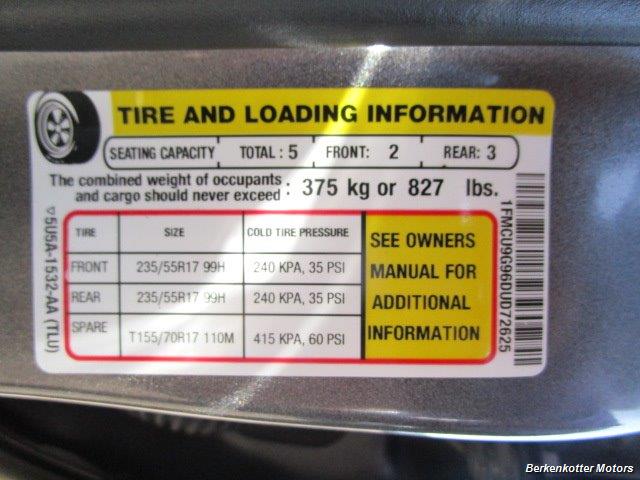 TIRE AND LOADING INFORMATION
SEATING CAPACITY TOTAL : 5 FRONT: 2 REAR: 3
The combined weight of occupants
and cargo should never exceed : 375 kg or 827 lbs.
TIRE SIZE COLD TIRE PRESSURE
FRONT 235/55R17 99H 240 KPA, 35 PSI
REAR 235/55R17 99H 240 KPA, 35 PSI
SPARE T155/70R17 110M 415 KPA, 60 PSI
SEE OWNERS
MANUAL FOR
ADDITIONAL
INFORMATION
5U5A-1532-AA (TLU)
1FMCU9G96DUD72625
Berkenkotter Motors